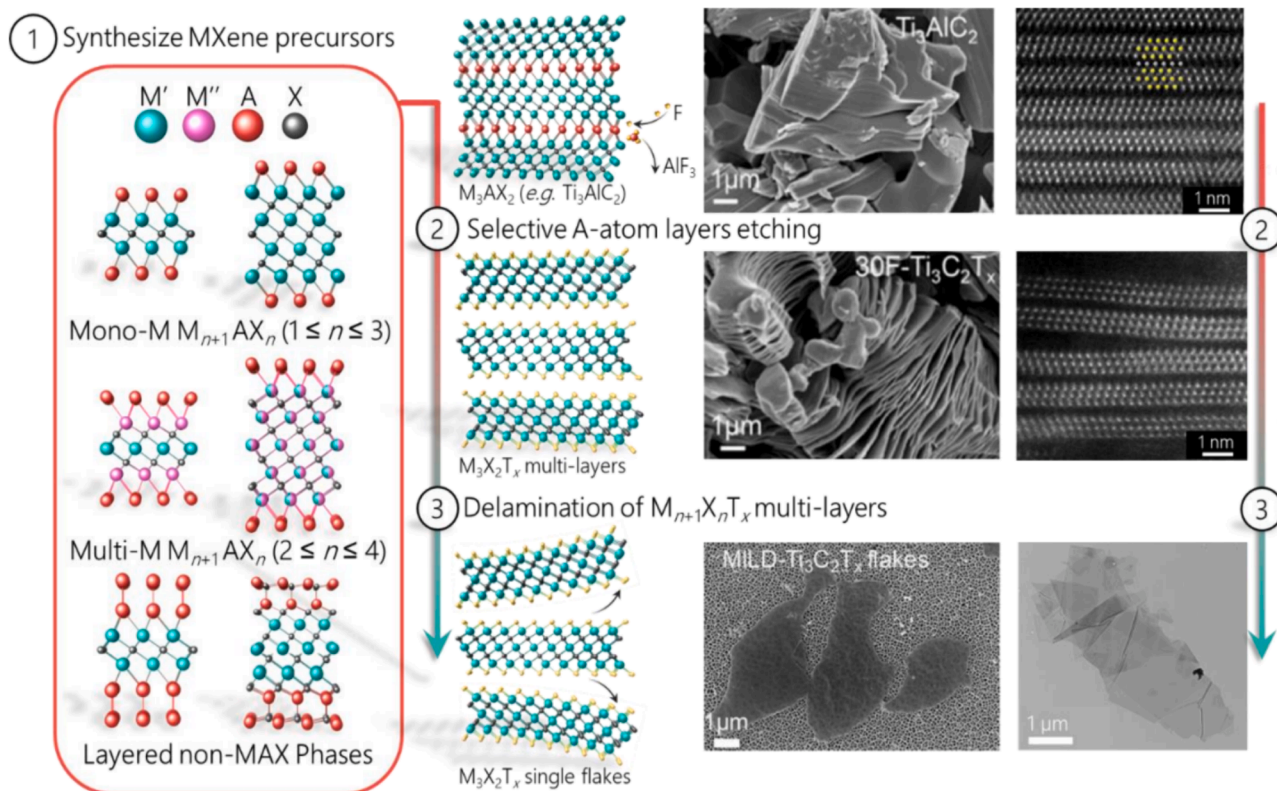 1 Synthesize MXene precursors
M′ M″ A X
Mono-M Mₙ₊₁AXₙ (1 ≤ n ≤ 3)
Multi-M Mₙ₊₁AXₙ (2 ≤ n ≤ 4)
Layered non-MAX Phases
F
AlF₃
M₃AX₂ (e.g. Ti₃AlC₂)
Ti₃AlC₂
1μm
1 nm
2 Selective A-atom layers etching
2
M₃X₂Tₓ multi-layers
30F-Ti₃C₂Tₓ
1μm
1 nm
3 Delamination of Mₙ₊₁XₙTₓ multi-layers
3
M₃X₂Tₓ single flakes
MILD-Ti₃C₂Tₓ flakes
1μm
1 μm